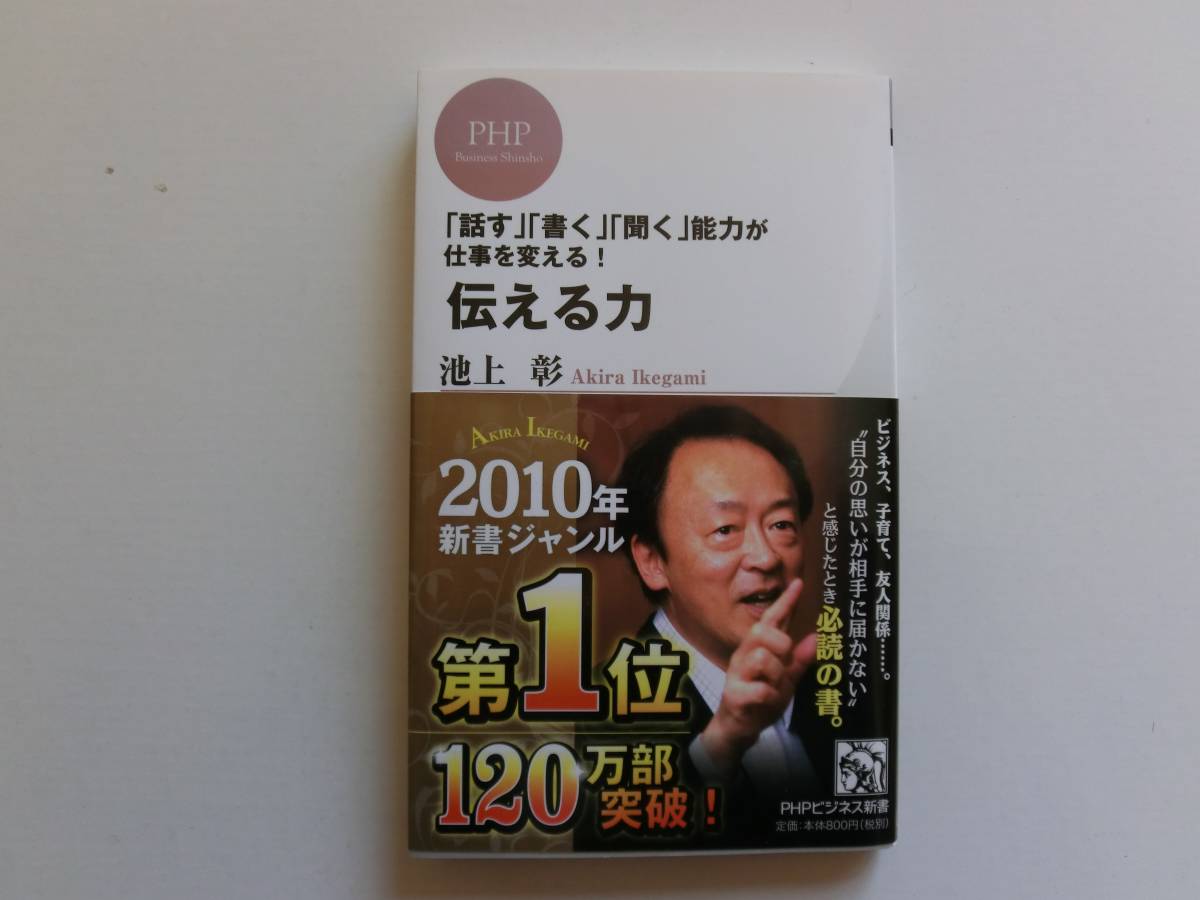 PHP
Business Shinsho
「話す」「書く」「聞く」能力が
仕事を変える！
伝える力
池上 彰 Akira Ikegami
AKIRA IKEGAMI
2010年
新書ジャンル
第1位
120万部
突破！
ビジネス、子育て、友人関係……。
“自分の思いが相手に届かない”
と感じたとき必読の書。
PHPビジネス新書
定価：本体800円（税別）